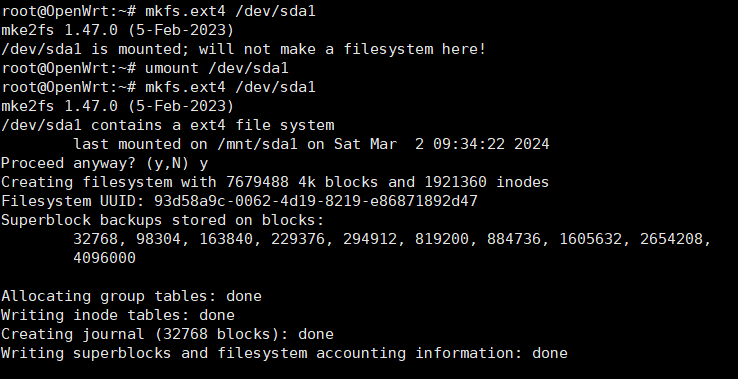 root@OpenWrt:~# mkfs.ext4 /dev/sda1
mke2fs 1.47.0 (5-Feb-2023)
/dev/sda1 is mounted; will not make a filesystem here!
root@OpenWrt:~# umount /dev/sda1
root@OpenWrt:~# mkfs.ext4 /dev/sda1
mke2fs 1.47.0 (5-Feb-2023)
/dev/sda1 contains a ext4 file system
        last mounted on /mnt/sda1 on Sat Mar  2 09:34:22 2024
Proceed anyway? (y,N) y
Creating filesystem with 7679488 4k blocks and 1921360 inodes
Filesystem UUID: 93d58a9c-0062-4d19-8219-e86871892d47
Superblock backups stored on blocks:
        32768, 98304, 163840, 229376, 294912, 819200, 884736, 1605632, 2654208,
        4096000

Allocating group tables: done
Writing inode tables: done
Creating journal (32768 blocks): done
Writing superblocks and filesystem accounting information: done